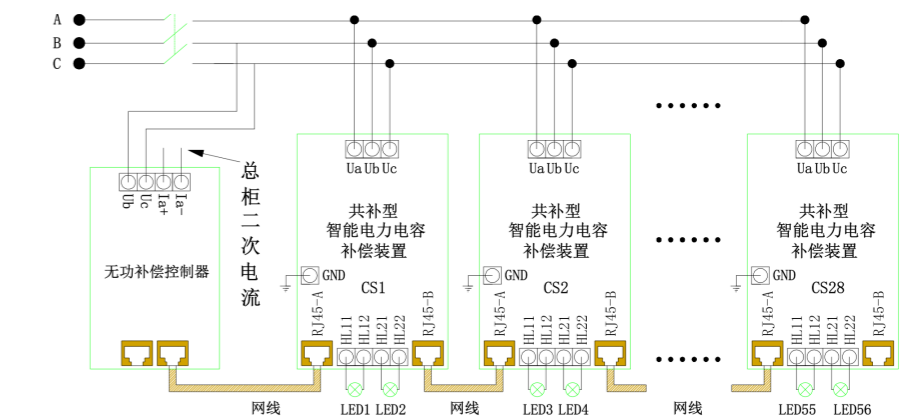 A
B
C
Ub
Uc
Ia+
Ia-
总柜二次电流
无功补偿控制器
Ua Ub Uc
共补型
智能电力电容
补偿装置
GND
CS1
RJ45-A
HL11
HL12
HL21
HL22
RJ45-B
Ua Ub Uc
共补型
智能电力电容
补偿装置
GND
CS2
RJ45-A
HL11
HL12
HL21
HL22
RJ45-B
······
······
······
Ua Ub Uc
共补型
智能电力电容
补偿装置
GND
CS28
RJ45-A
HL11
HL12
HL21
HL22
RJ45-B
网线
LED1 LED2
网线
LED3 LED4
网线
LED55 LED56